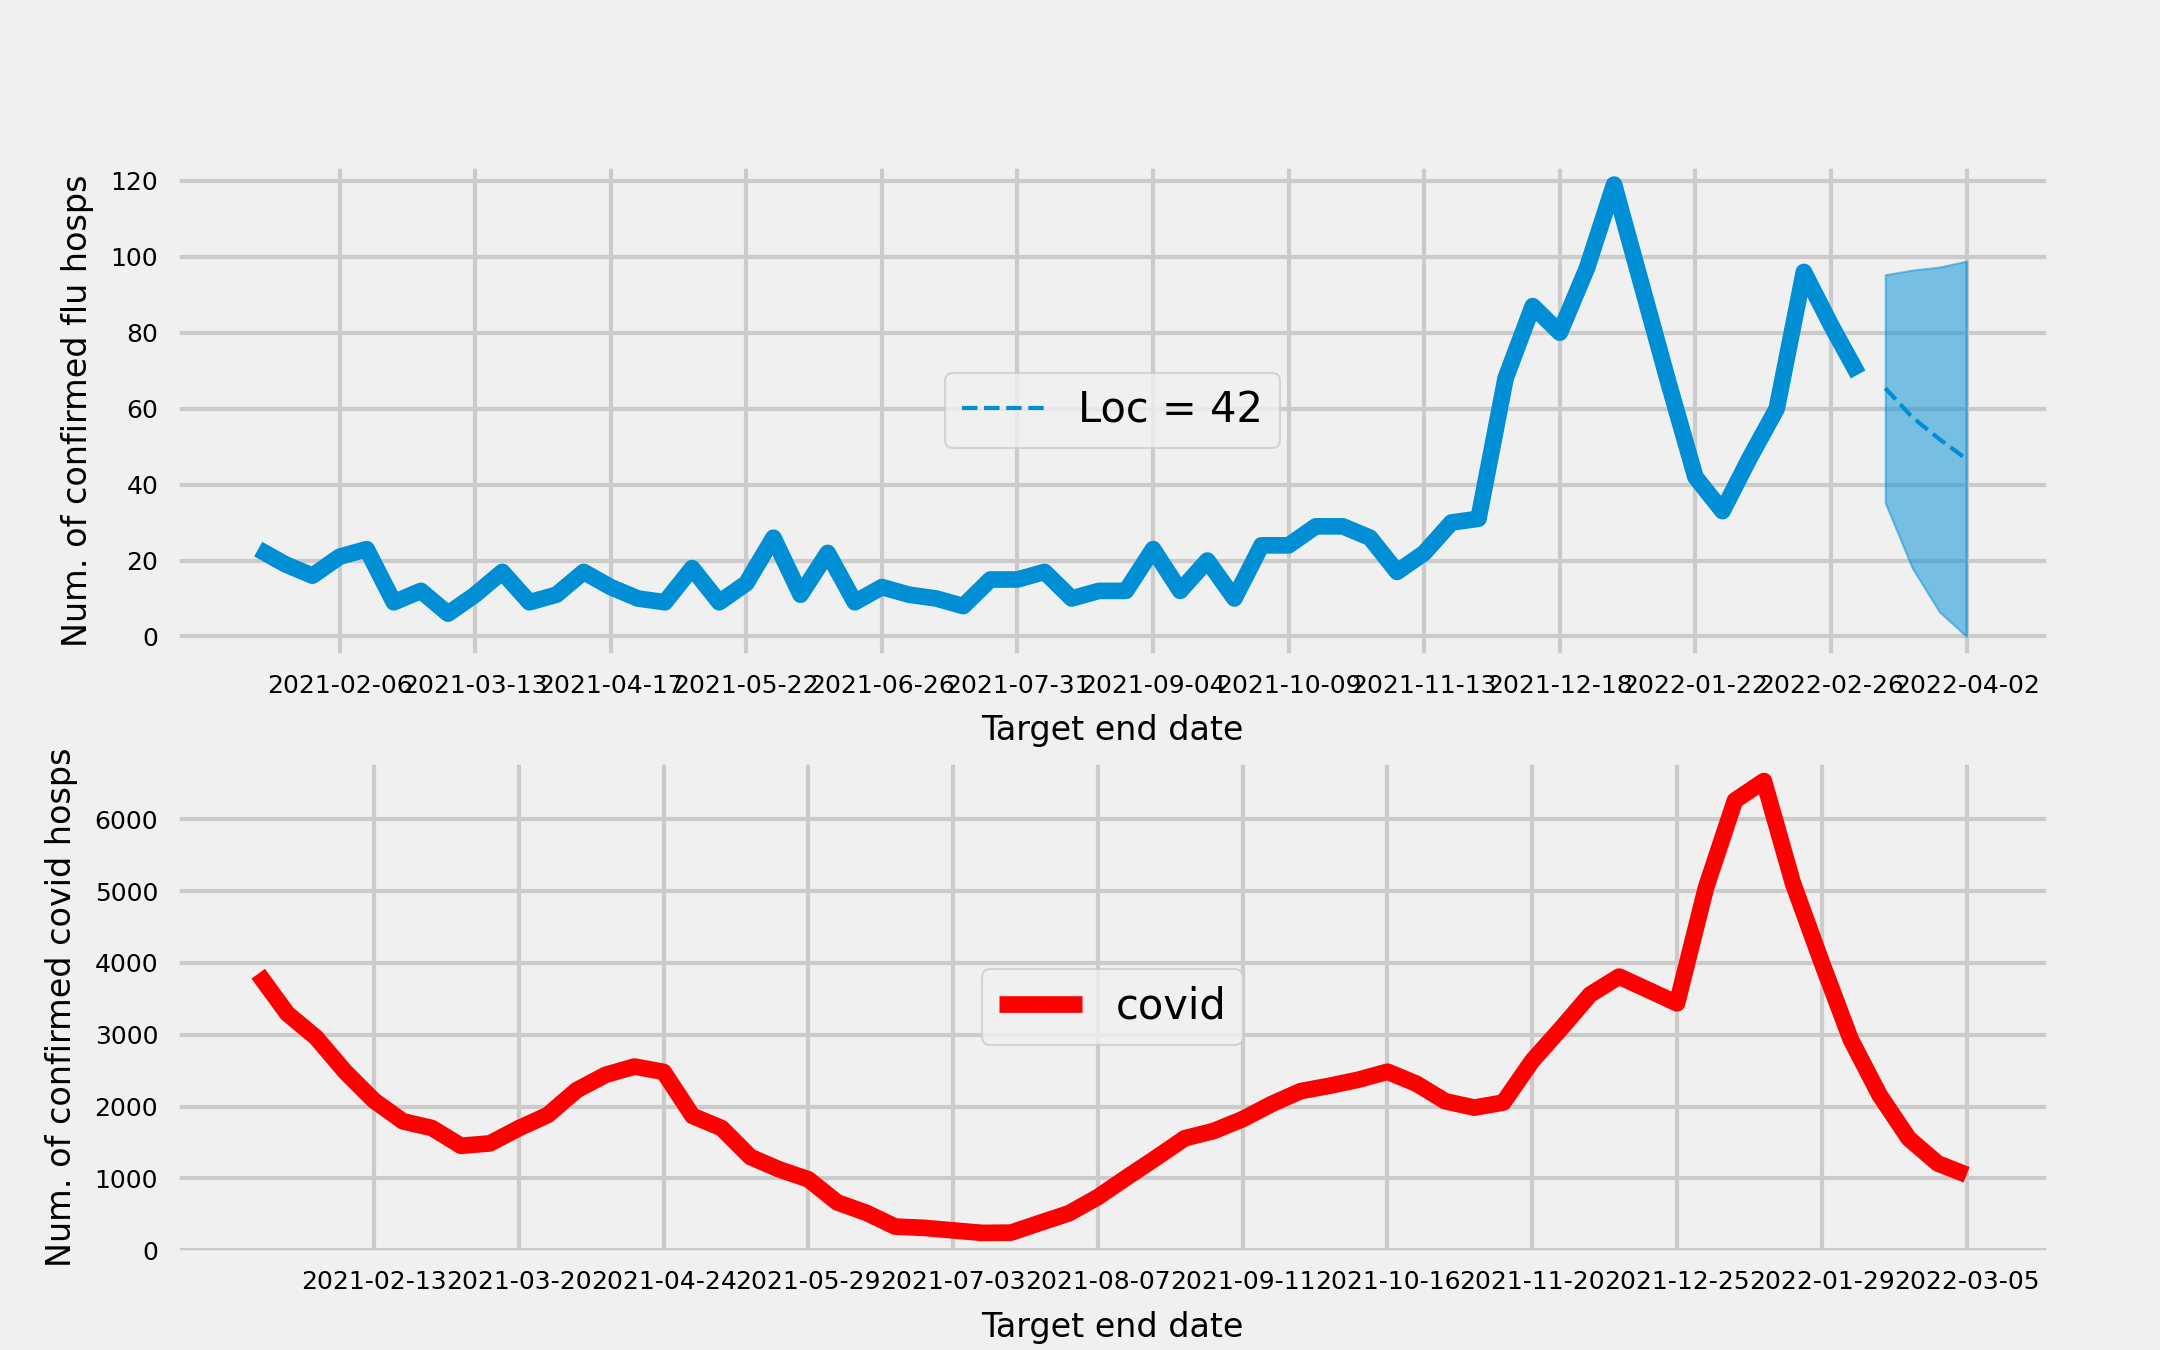 Num. of confirmed flu hosps
120
100
80
60
40
20
0
Loc = 42
2021-02-06 2021-03-13 2021-04-17 2021-05-22 2021-06-26 2021-07-31 2021-09-04 2021-10-09 2021-11-13 2021-12-18 2022-01-22 2022-02-26 2022-04-02
Target end date
Num. of confirmed covid hosps
6000
5000
4000
3000
2000
1000
0
covid
2021-02-13 2021-03-20 2021-04-24 2021-05-29 2021-07-03 2021-08-07 2021-09-11 2021-10-16 2021-11-20 2021-12-25 2022-01-29 2022-03-05
Target end date